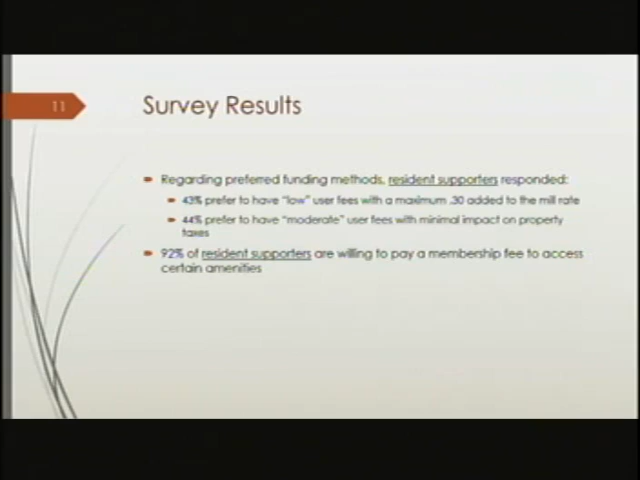 11
Survey Results
Regarding preferred funding methods, resident supporters responded:
43% prefer to have "low" user fees with a maximum .30 added to the mill rate
44% prefer to have "moderate" user fees with minimal impact on property
taxes
92% of resident supporters are willing to pay a membership fee to access
certain amenities